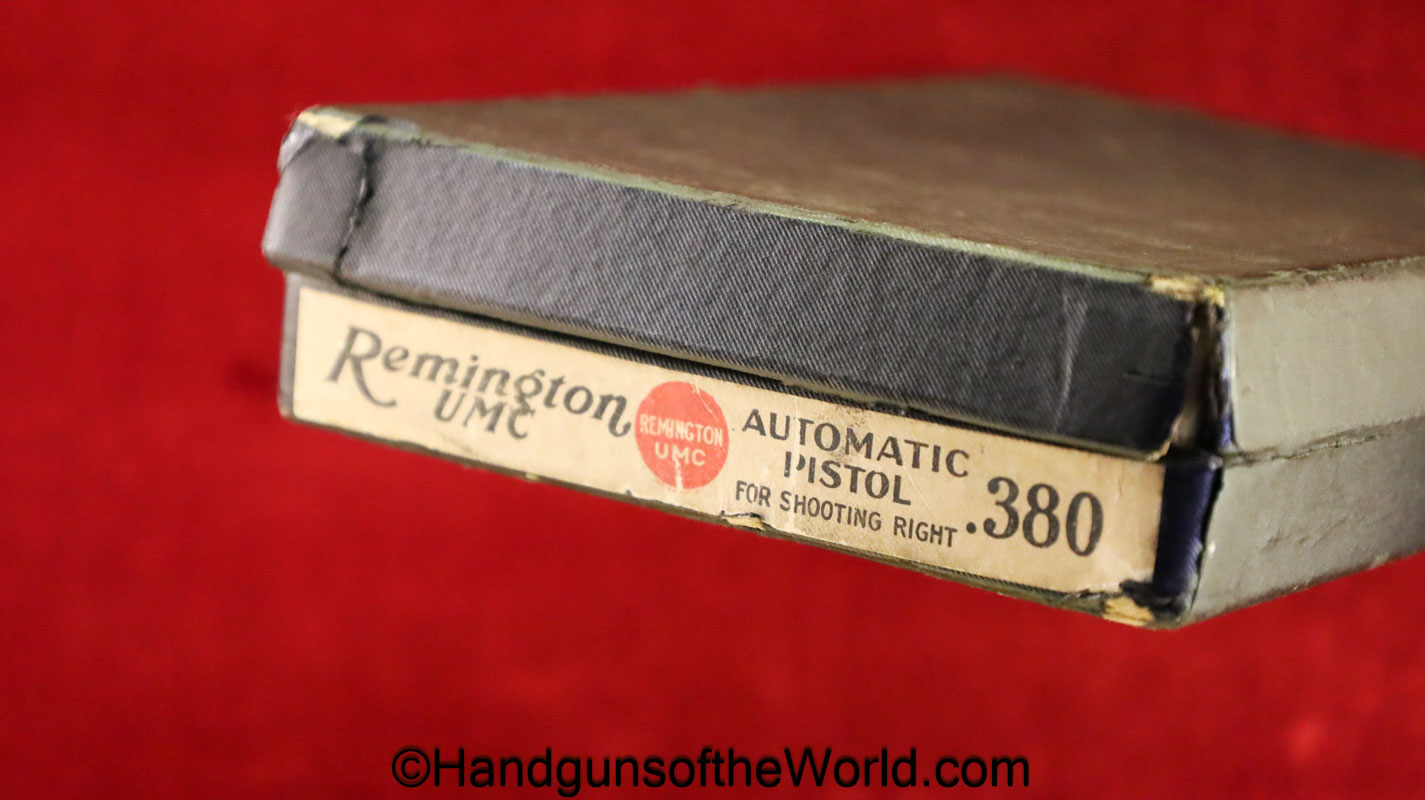 Remington
UMC
REMINGTON
UMC
AUTOMATIC
PISTOL
FOR SHOOTING RIGHT
.380
©HandgunsoftheWorld.com